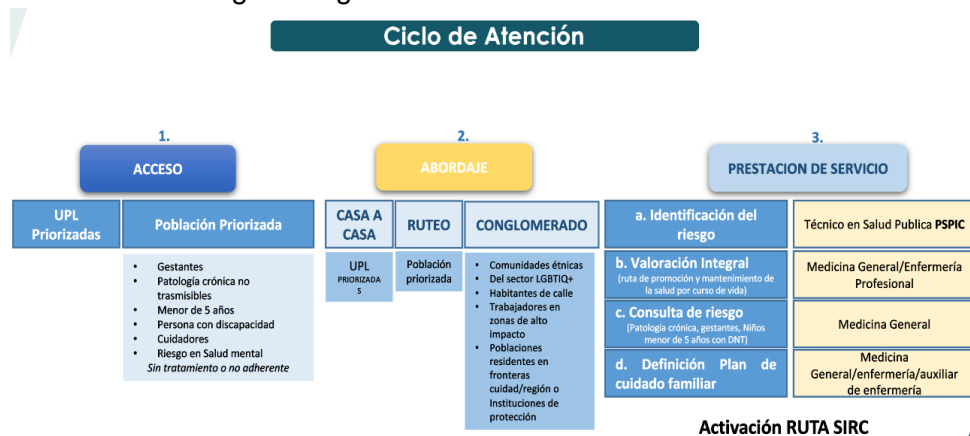 Ciclo de Atención
1.
ACCESO
UPL
Priorizadas
Población Priorizada
• Gestantes
• Patología crónica no
trasmisibles
• Menor de 5 años
• Persona con discapacidad
• Cuidadores
• Riesgo en Salud mental
Sin tratamiento o no adherente
2.
ABORDAJE
CASA A
CASA
RUTEO
CONGLOMERADO
UPL
PRIORIZADA
S
Población
priorizada
• Comunidades étnicas
• Del sector LGBTIQ+
• Habitantes de calle
• Trabajadores en
zonas de alto
impacto
• Poblaciones
residentes en
fronteras
cuidad/región o
Instituciones de
protección
3.
PRESTACION DE SERVICIO
a. Identificación del
riesgo
Técnico en Salud Publica PSPIC
b. Valoración Integral
(ruta de promoción y mantenimiento de
la salud por curso de vida)
Medicina General/Enfermería
Profesional
c. Consulta de riesgo
(Patología crónica, gestantes, Niños
menor de 5 años con DNT)
Medicina General
d. Definición Plan de
cuidado familiar
Medicina
General/enfermería/auxiliar
de enfermería
Activación RUTA SIRC